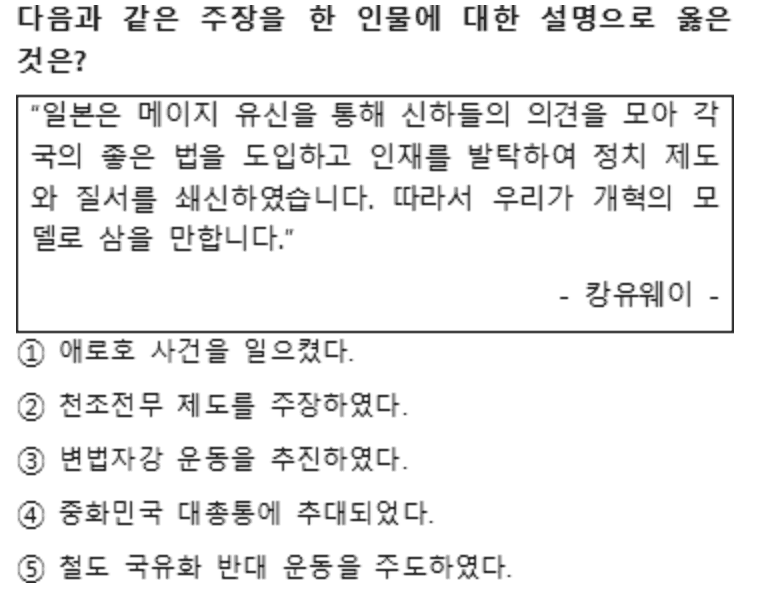 다음과 같은 주장을 한 인물에 대한 설명으로 옳은
것은?
“일본은 메이지 유신을 통해 신하들의 의견을 모아 각
국의 좋은 법을 도입하고 인재를 발탁하여 정치 제도
와 질서를 쇄신하였습니다. 따라서 우리가 개혁의 모
델로 삼을 만합니다.”
- 캉유웨이 -
① 애로호 사건을 일으켰다.
② 천조전무 제도를 주장하였다.
③ 변법자강 운동을 추진하였다.
④ 중화민국 대총통에 추대되었다.
⑤ 철도 국유화 반대 운동을 주도하였다.